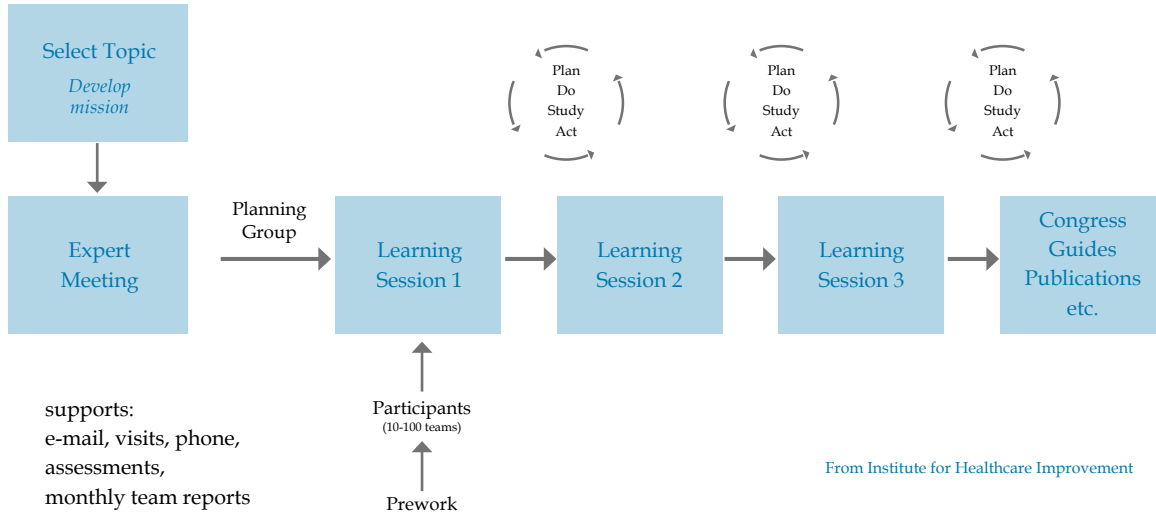 Select Topic
Develop
mission
Plan
Do
Study
Act
Plan
Do
Study
Act
Plan
Do
Study
Act
Expert
Meeting
Planning
Group
Learning
Session 1
Learning
Session 2
Learning
Session 3
Congress
Guides
Publications
etc.
supports:
e-mail, visits, phone,
assessments,
monthly team reports
Participants
(10-100 teams)
Prework
From Institute for Healthcare Improvement